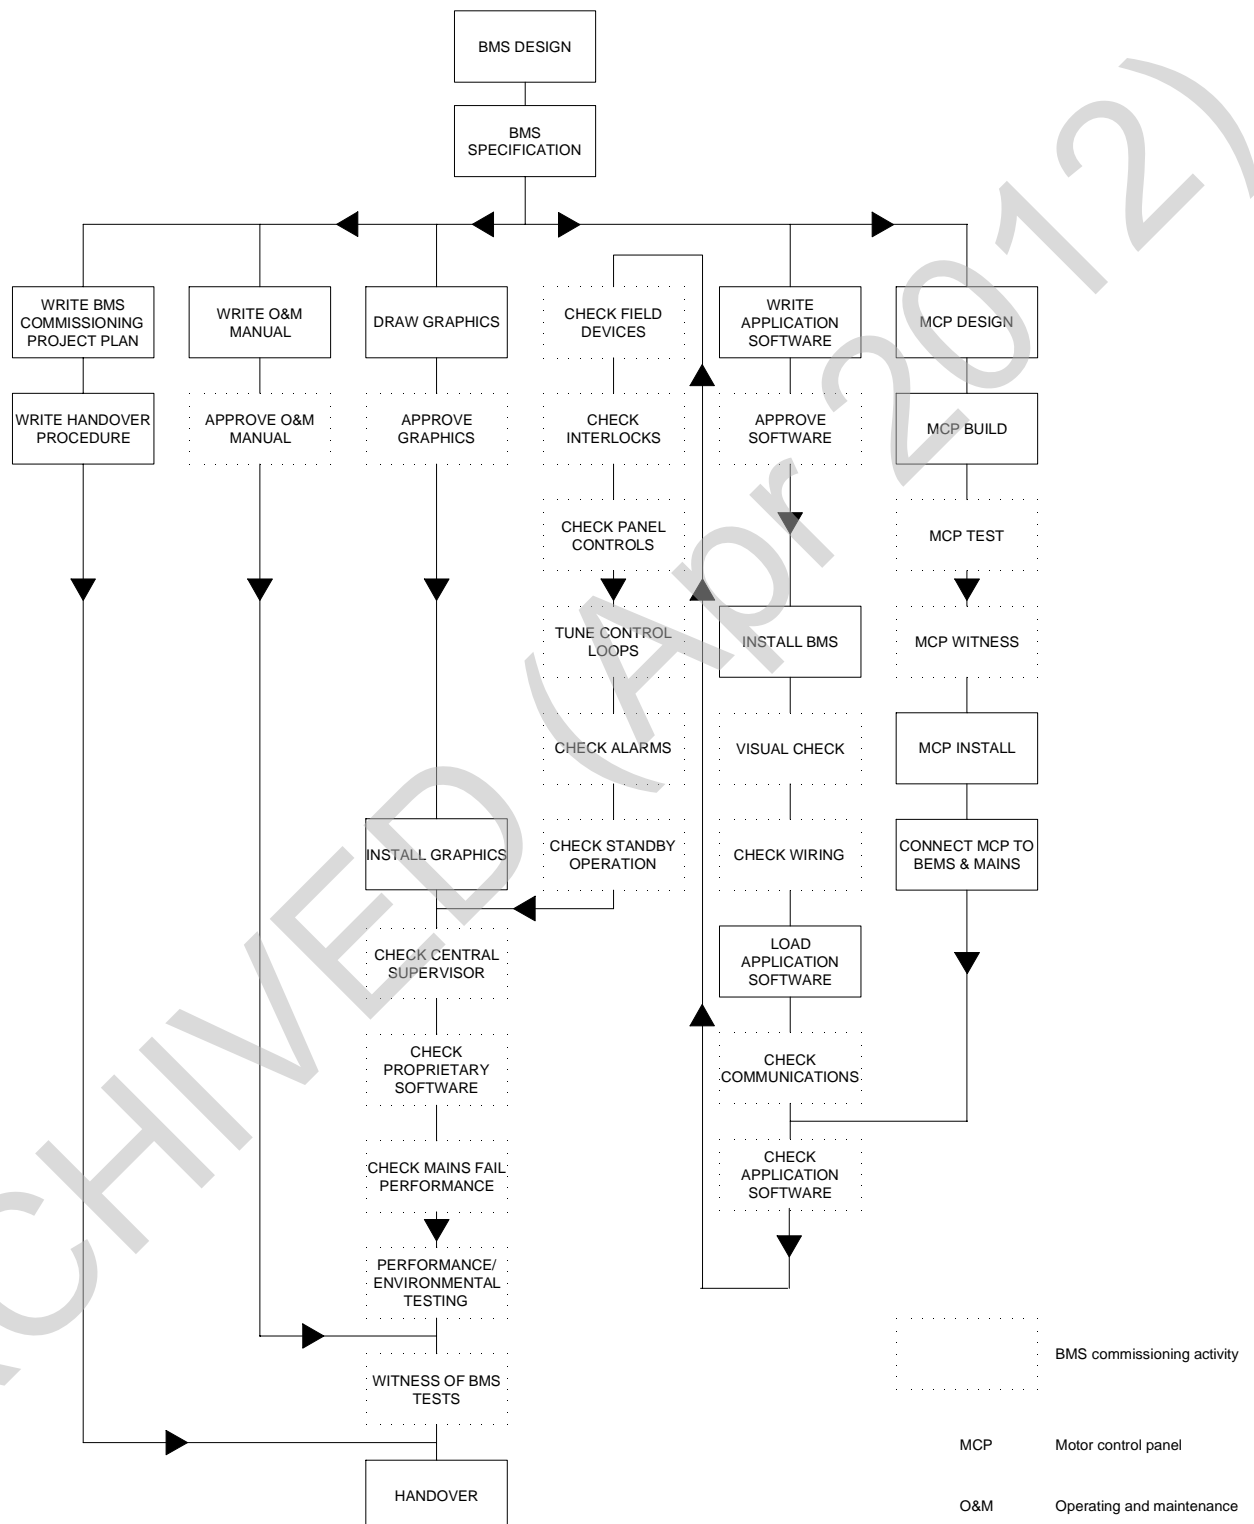 BMS DESIGN
BMS
SPECIFICATION
WRITE BMS
COMMISSIONING
PROJECT PLAN
WRITE O&M
MANUAL
DRAW GRAPHICS
CHECK FIELD
DEVICES
WRITE
APPLICATION
SOFTWARE
MCP DESIGN
WRITE HANDOVER
PROCEDURE
APPROVE O&M
MANUAL
APPROVE
GRAPHICS
CHECK
INTERLOCKS
APPROVE
SOFTWARE
MCP BUILD
CHECK PANEL
CONTROLS
MCP TEST
TUNE CONTROL
LOOPS
INSTALL BMS
MCP WITNESS
CHECK ALARMS
VISUAL CHECK
MCP INSTALL
INSTALL GRAPHICS
CHECK STANDBY
OPERATION
CHECK WIRING
CONNECT MCP TO
BEMS & MAINS
CHECK CENTRAL
SUPERVISOR
LOAD
APPLICATION
SOFTWARE
CHECK
PROPRIETARY
SOFTWARE
CHECK
COMMUNICATIONS
CHECK MAINS FAIL
PERFORMANCE
CHECK
APPLICATION
SOFTWARE
PERFORMANCE/
ENVIRONMENTAL
TESTING
WITNESS OF BMS
TESTS
HANDOVER
BMS commissioning activity
MCP Motor control panel
O&M Operating and maintenance
CHIVED (Apr 2012)